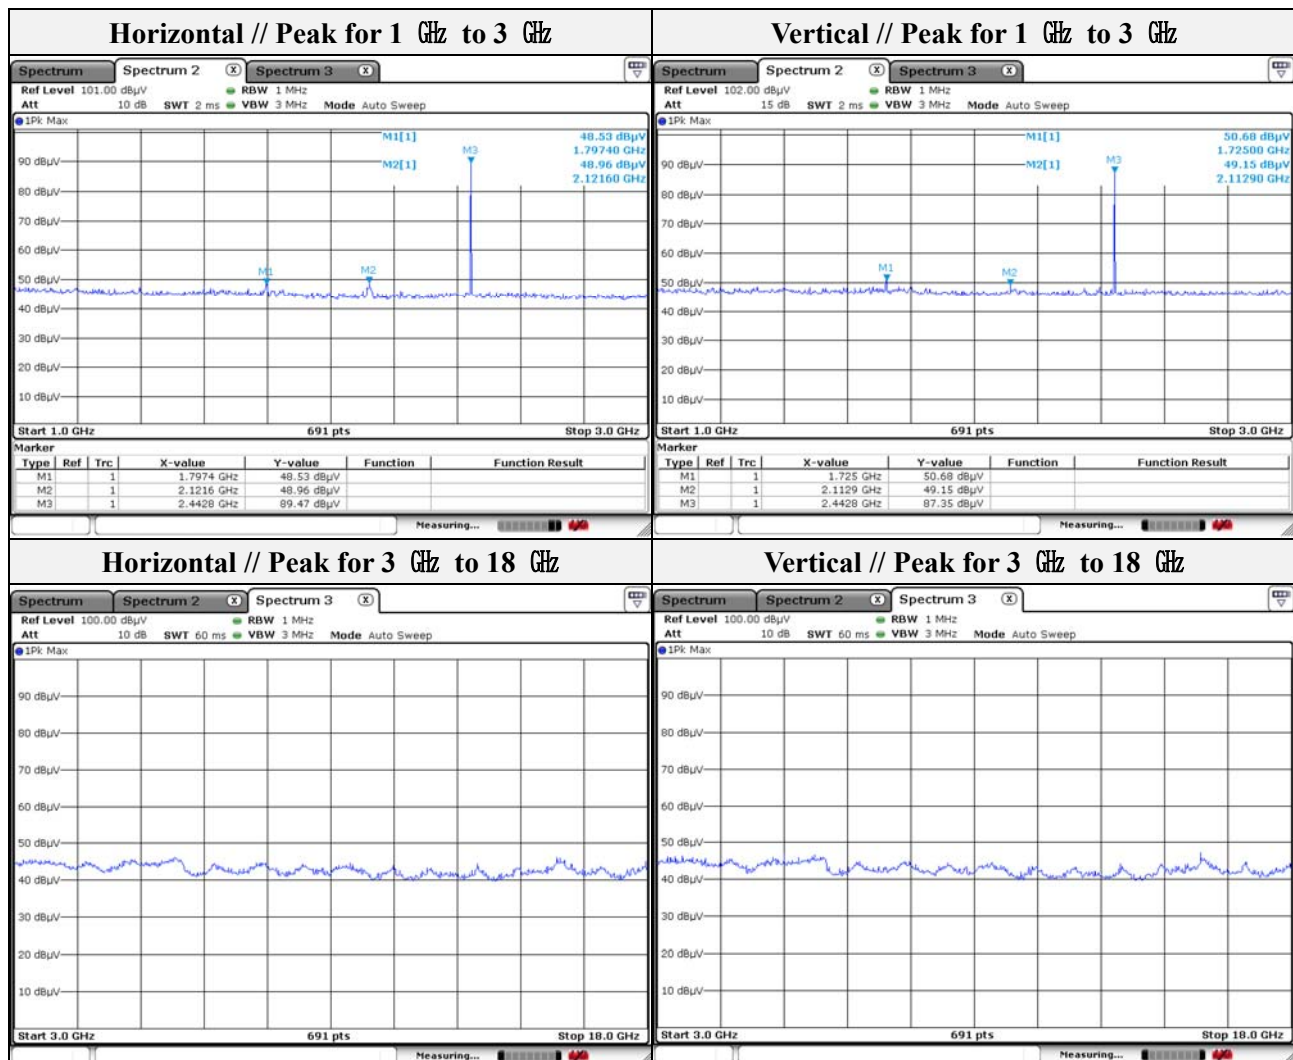 Horizontal // Peak for 1 ㎓ to 3 ㎓
Spectrum Spectrum 2 X Spectrum 3 X
Ref Level 101.00 dBµV RBW 1 MHz
Att 10 dB SWT 2 ms VBW 3 MHz Mode Auto Sweep
1Pk Max
M1[1] 48.53 dBµV
1.79740 GHz
M2[1] 48.96 dBµV
2.12160 GHz
M3
90 dBµV
80 dBµV
70 dBµV
60 dBµV
50 dBµV
M1 M2
40 dBµV
30 dBµV
20 dBµV
10 dBµV
Start 1.0 GHz 691 pts Stop 3.0 GHz
Marker
Type Ref Trc X-value Y-value Function Function Result
M1 1 1.7974 GHz 48.53 dBµV
M2 1 2.1216 GHz 48.96 dBµV
M3 1 2.4428 GHz 89.47 dBµV
Measuring...
Vertical // Peak for 1 ㎓ to 3 ㎓
Spectrum Spectrum 2 X Spectrum 3 X
Ref Level 102.00 dBµV RBW 1 MHz
Att 15 dB SWT 2 ms VBW 3 MHz Mode Auto Sweep
1Pk Max
M1[1] 50.68 dBµV
1.72500 GHz
M2[1] 49.15 dBµV
2.11290 GHz
M3
90 dBµV
80 dBµV
70 dBµV
60 dBµV
50 dBµV
M1 M2
40 dBµV
30 dBµV
20 dBµV
10 dBµV
Start 1.0 GHz 691 pts Stop 3.0 GHz
Marker
Type Ref Trc X-value Y-value Function Function Result
M1 1 1.725 GHz 50.68 dBµV
M2 1 2.1129 GHz 49.15 dBµV
M3 1 2.4428 GHz 87.35 dBµV
Measuring...
Horizontal // Peak for 3 ㎓ to 18 ㎓
Spectrum Spectrum 2 X Spectrum 3 X
Ref Level 100.00 dBµV RBW 1 MHz
Att 10 dB SWT 60 ms VBW 3 MHz Mode Auto Sweep
1Pk Max
90 dBµV
80 dBµV
70 dBµV
60 dBµV
50 dBµV
40 dBµV
30 dBµV
20 dBµV
10 dBµV
Start 3.0 GHz 691 pts Stop 18.0 GHz
Measuring...
Vertical // Peak for 3 ㎓ to 18 ㎓
Spectrum Spectrum 2 X Spectrum 3 X
Ref Level 100.00 dBµV RBW 1 MHz
Att 10 dB SWT 60 ms VBW 3 MHz Mode Auto Sweep
1Pk Max
90 dBµV
80 dBµV
70 dBµV
60 dBµV
50 dBµV
40 dBµV
30 dBµV
20 dBµV
10 dBµV
Start 3.0 GHz 691 pts Stop 18.0 GHz
Measuring...